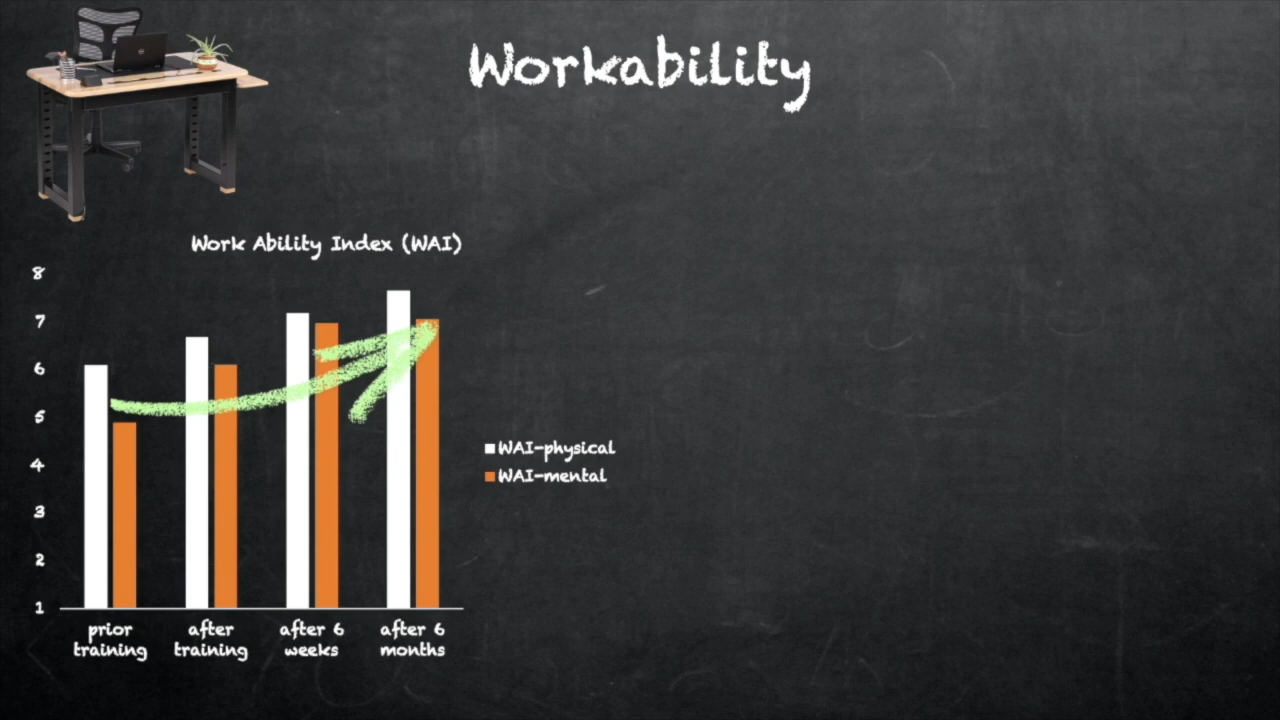 Workability
Work Ability Index (WAI)
8
7
6
5
4
3
2
1
WAI-physical
WAI-mental
prior training
after training
after 6 weeks
after 6 months